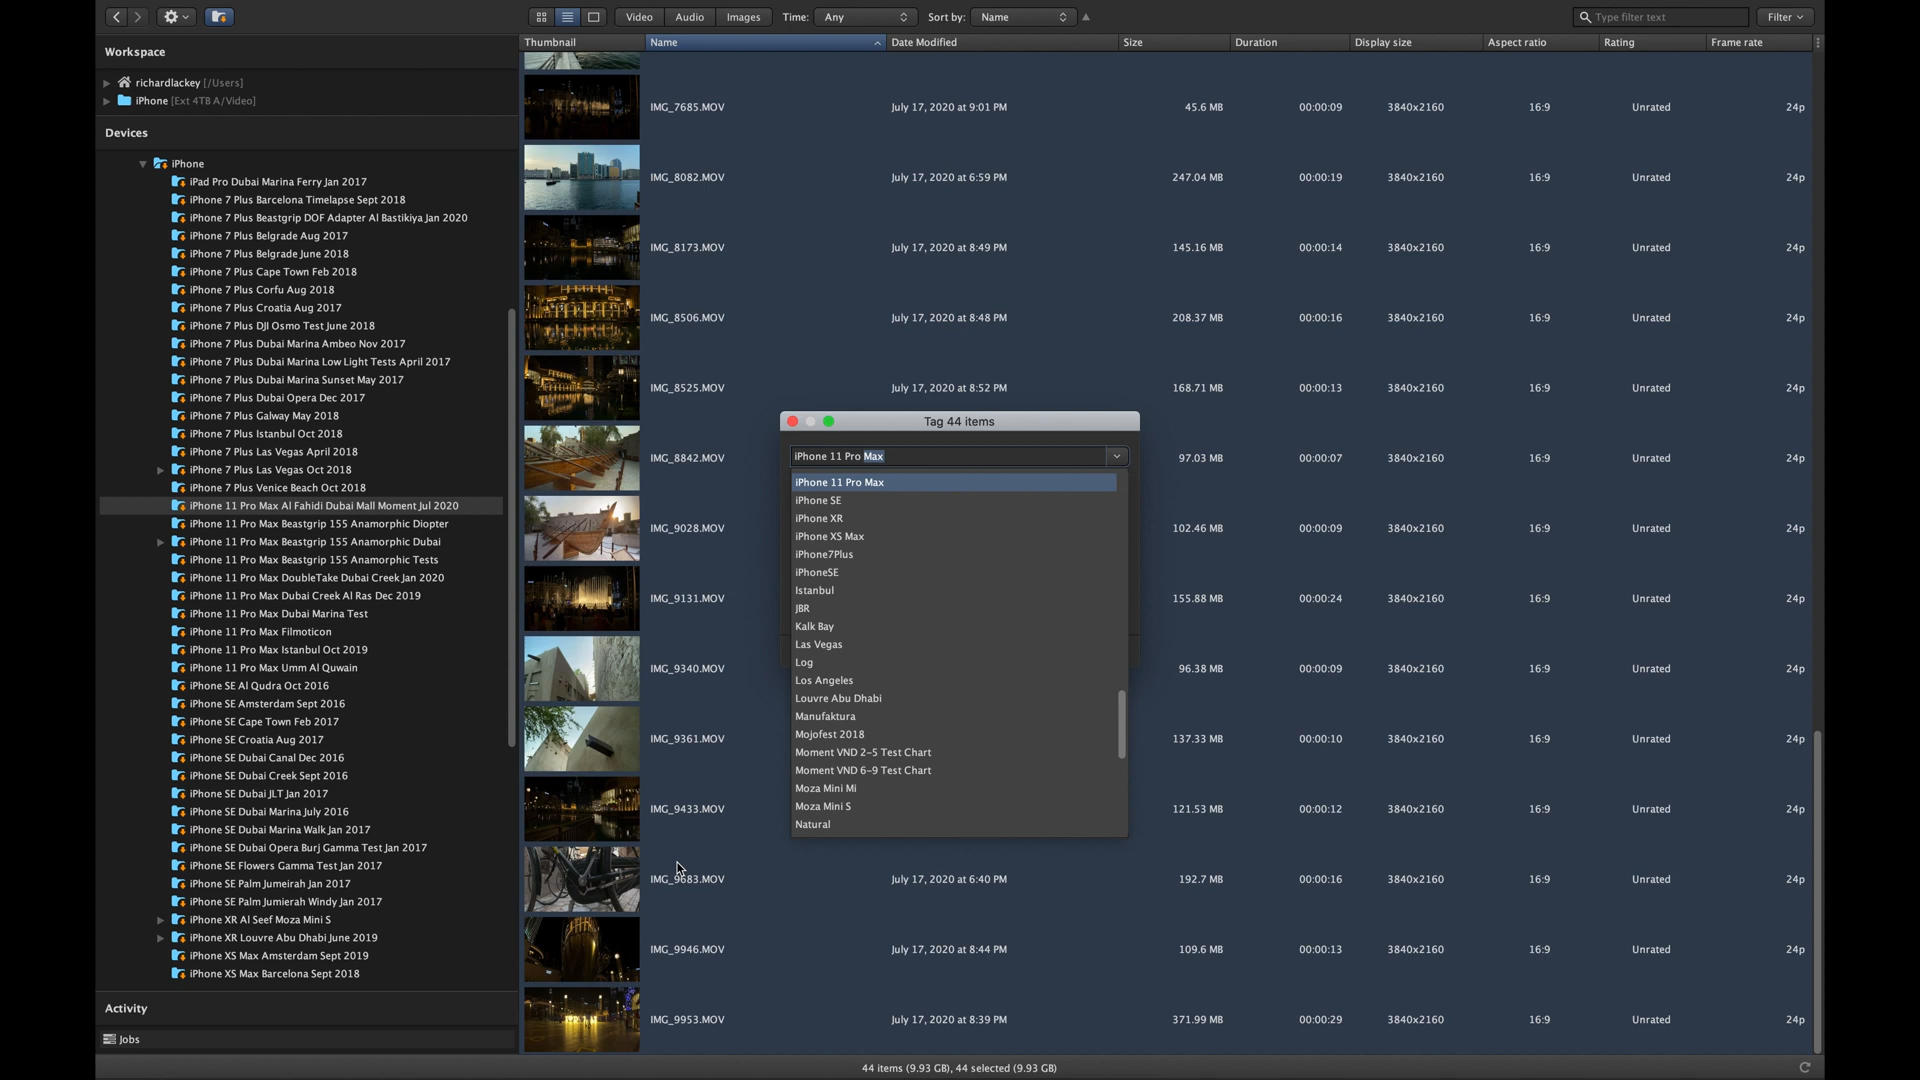 Video Audio Images Time: Any Sort by: Name Type filter text Filter
Workspace
richardlackey [/Users]
iPhone [Ext 4TB A/Video]
Devices
iPhone
iPad Pro Dubai Marina Ferry Jan 2017
iPhone 7 Plus Barcelona Timelapse Sept 2018
iPhone 7 Plus Beastgrip DOF Adapter Al Bastikiya Jan 2020
iPhone 7 Plus Belgrade Aug 2017
iPhone 7 Plus Belgrade June 2018
iPhone 7 Plus Cape Town Feb 2018
iPhone 7 Plus Corfu Aug 2018
iPhone 7 Plus Croatia Aug 2017
iPhone 7 Plus DJI Osmo Test June 2018
iPhone 7 Plus Dubai Marina Ambeo Nov 2017
iPhone 7 Plus Dubai Marina Low Light Tests April 2017
iPhone 7 Plus Dubai Marina Sunset May 2017
iPhone 7 Plus Dubai Opera Dec 2017
iPhone 7 Plus Galway May 2018
iPhone 7 Plus Istanbul Oct 2018
iPhone 7 Plus Las Vegas April 2018
iPhone 7 Plus Las Vegas Oct 2018
iPhone 7 Plus Venice Beach Oct 2018
iPhone 11 Pro Max Al Fahidi Dubai Mall Moment Jul 2020
iPhone 11 Pro Max Beastgrip 155 Anamorphic Diopter
iPhone 11 Pro Max Beastgrip 155 Anamorphic Dubai
iPhone 11 Pro Max Beastgrip 155 Anamorphic Tests
iPhone 11 Pro Max DoubleTake Dubai Creek Jan 2020
iPhone 11 Pro Max Dubai Creek Al Ras Dec 2019
iPhone 11 Pro Max Dubai Marina Test
iPhone 11 Pro Max Filmoticon
iPhone 11 Pro Max Istanbul Oct 2019
iPhone 11 Pro Max Umm Al Quwain
iPhone SE Al Qudra Oct 2016
iPhone SE Amsterdam Sept 2016
iPhone SE Cape Town Feb 2017
iPhone SE Croatia Aug 2017
iPhone SE Dubai Canal Dec 2016
iPhone SE Dubai Creek Sept 2016
iPhone SE Dubai JLT Jan 2017
iPhone SE Dubai Marina July 2016
iPhone SE Dubai Marina Walk Jan 2017
iPhone SE Dubai Opera Burj Gamma Test Jan 2017
iPhone SE Flowers Gamma Test Jan 2017
iPhone SE Palm Jumeirah Jan 2017
iPhone SE Palm Jumierah Windy Jan 2017
iPhone XR Al Seef Moza Mini S
iPhone XR Louvre Abu Dhabi June 2019
iPhone XS Max Amsterdam Sept 2019
iPhone XS Max Barcelona Sept 2018
Activity
Jobs
Thumbnail Name Date Modified Size Duration Display size Aspect ratio Rating Frame rate
IMG_7685.MOV July 17, 2020 at 9:01 PM 45.6 MB 00:00:09 3840x2160 16:9 Unrated 24p
IMG_8082.MOV July 17, 2020 at 6:59 PM 247.04 MB 00:00:19 3840x2160 16:9 Unrated 24p
IMG_8173.MOV July 17, 2020 at 8:49 PM 145.16 MB 00:00:14 3840x2160 16:9 Unrated 24p
IMG_8506.MOV July 17, 2020 at 8:48 PM 208.37 MB 00:00:16 3840x2160 16:9 Unrated 24p
IMG_8525.MOV July 17, 2020 at 8:52 PM 168.71 MB 00:00:13 3840x2160 16:9 Unrated 24p
IMG_8842.MOV 97.03 MB 00:00:07 3840x2160 16:9 Unrated 24p
IMG_9028.MOV 102.46 MB 00:00:09 3840x2160 16:9 Unrated 24p
IMG_9131.MOV 155.88 MB 00:00:24 3840x2160 16:9 Unrated 24p
IMG_9340.MOV 96.38 MB 00:00:09 3840x2160 16:9 Unrated 24p
IMG_9361.MOV 137.33 MB 00:00:10 3840x2160 16:9 Unrated 24p
IMG_9433.MOV 121.53 MB 00:00:12 3840x2160 16:9 Unrated 24p
IMG_9683.MOV July 17, 2020 at 6:40 PM 192.7 MB 00:00:16 3840x2160 16:9 Unrated 24p
IMG_9946.MOV July 17, 2020 at 8:44 PM 109.6 MB 00:00:13 3840x2160 16:9 Unrated 24p
IMG_9953.MOV July 17, 2020 at 8:39 PM 371.99 MB 00:00:29 3840x2160 16:9 Unrated 24p
Tag 44 items
iPhone 11 Pro Max
iPhone 11 Pro Max
iPhone SE
iPhone XR
iPhone XS Max
iPhone7Plus
iPhoneSE
Istanbul
JBR
Kalk Bay
Las Vegas
Log
Los Angeles
Louvre Abu Dhabi
Manufaktura
Mojofest 2018
Moment VND 2-5 Test Chart
Moment VND 6-9 Test Chart
Moza Mini Mi
Moza Mini S
Natural
44 items (9.93 GB), 44 selected (9.93 GB)